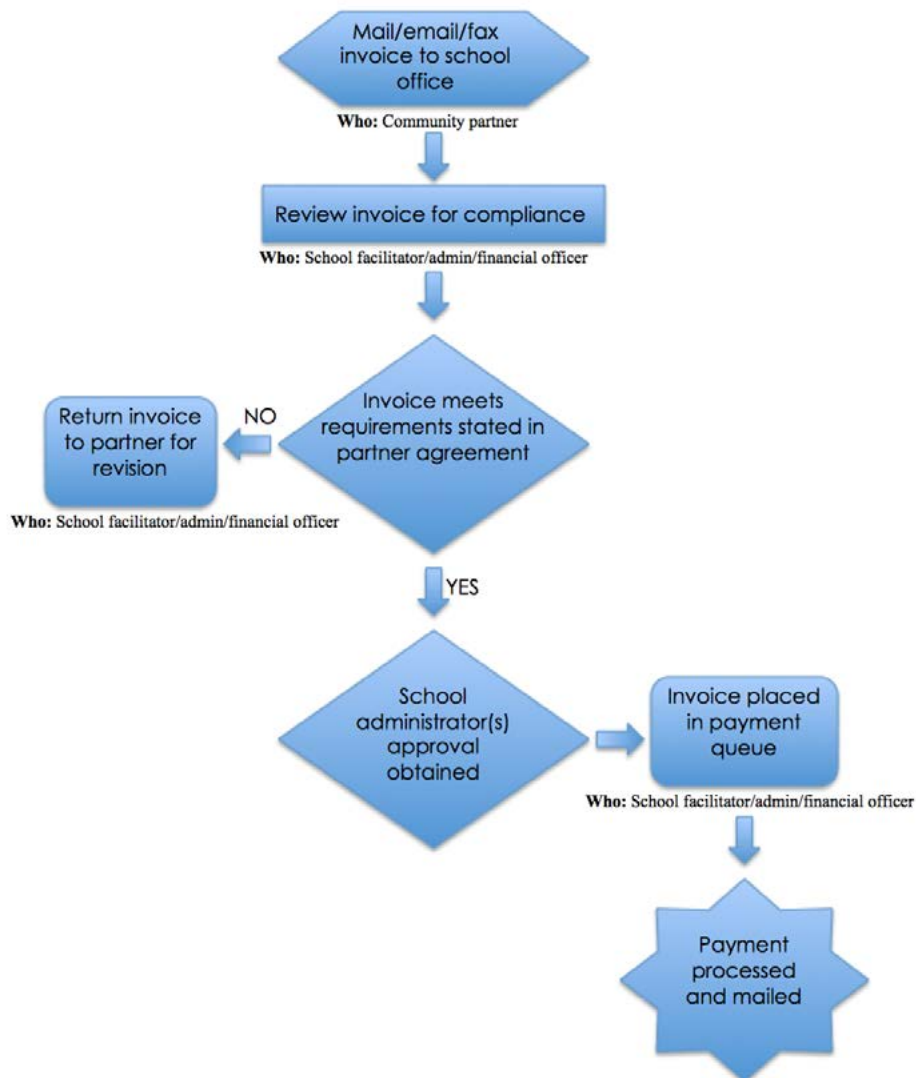 Mail/email/fax
invoice to school
office
Who: Community partner
Review invoice for compliance
Who: School facilitator/admin/financial officer
Invoice meets
requirements stated in
partner agreement
NO
Return invoice
to partner for
revision
Who: School facilitator/admin/financial officer
YES
School
administrator(s)
approval
obtained
Invoice placed
in payment
queue
Who: School facilitator/admin/financial officer
Payment
processed
and mailed